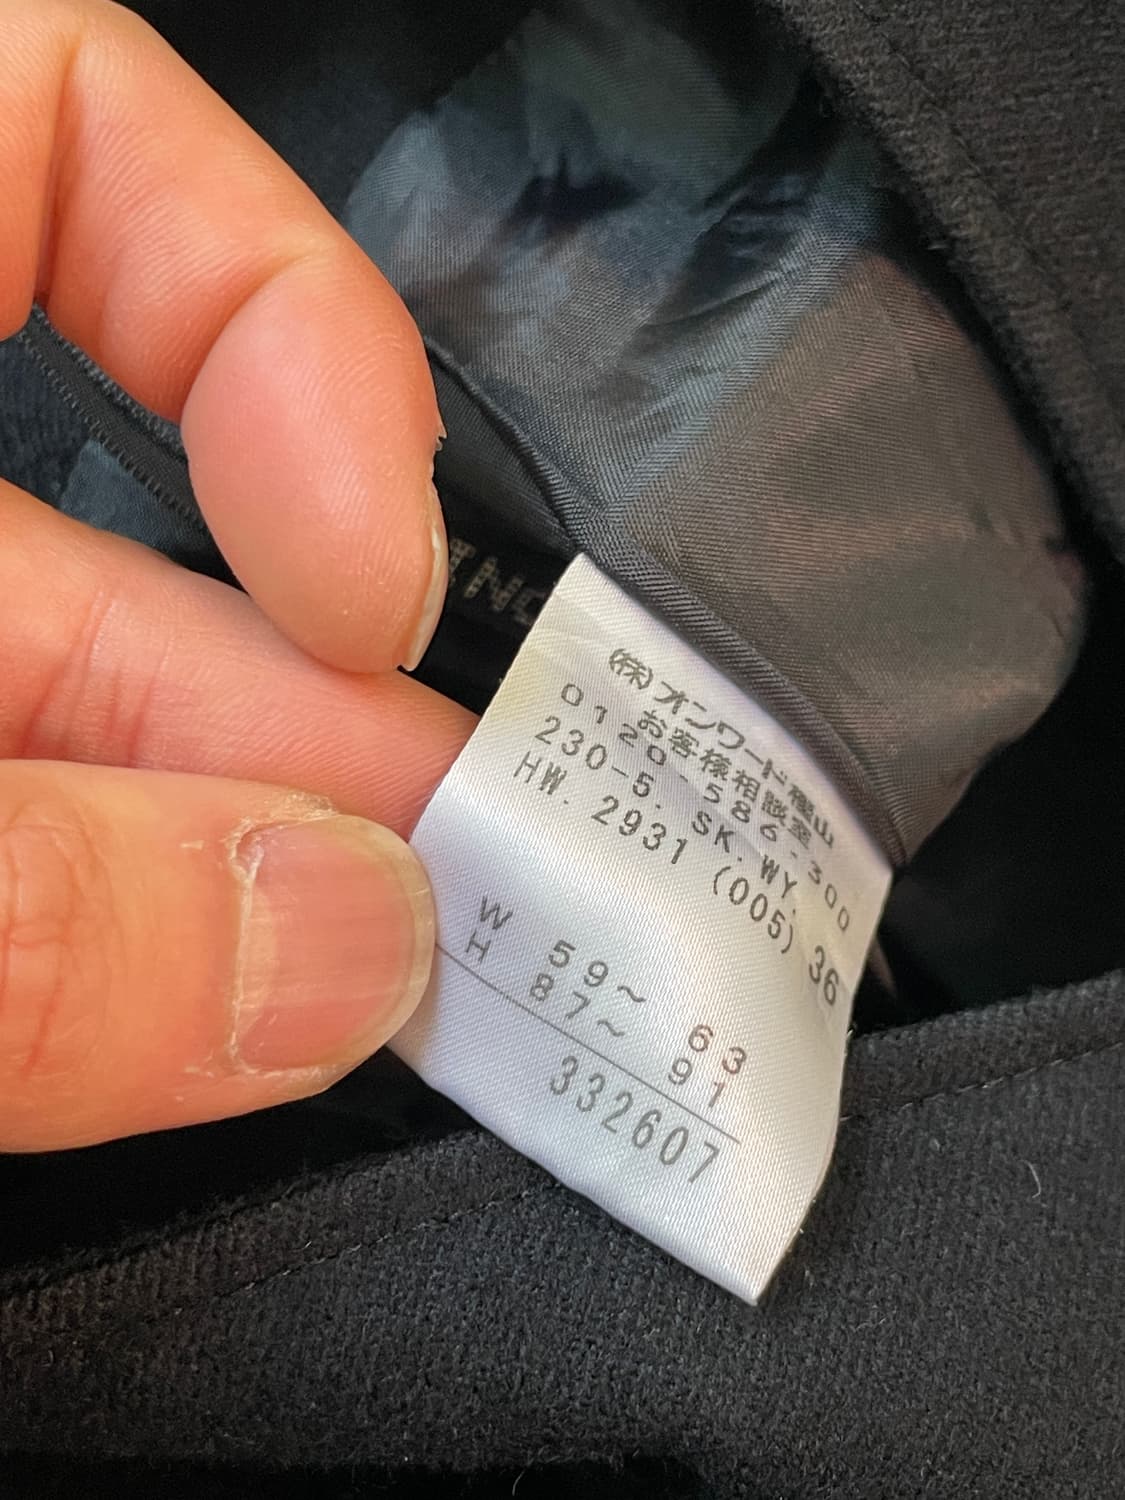 (株)オンワード樫山
お客様相談室
0120-586-300
230-5. SK. WY.
HW. 2931 (005) 36
W 59~ 63
H 87~ 91
332607